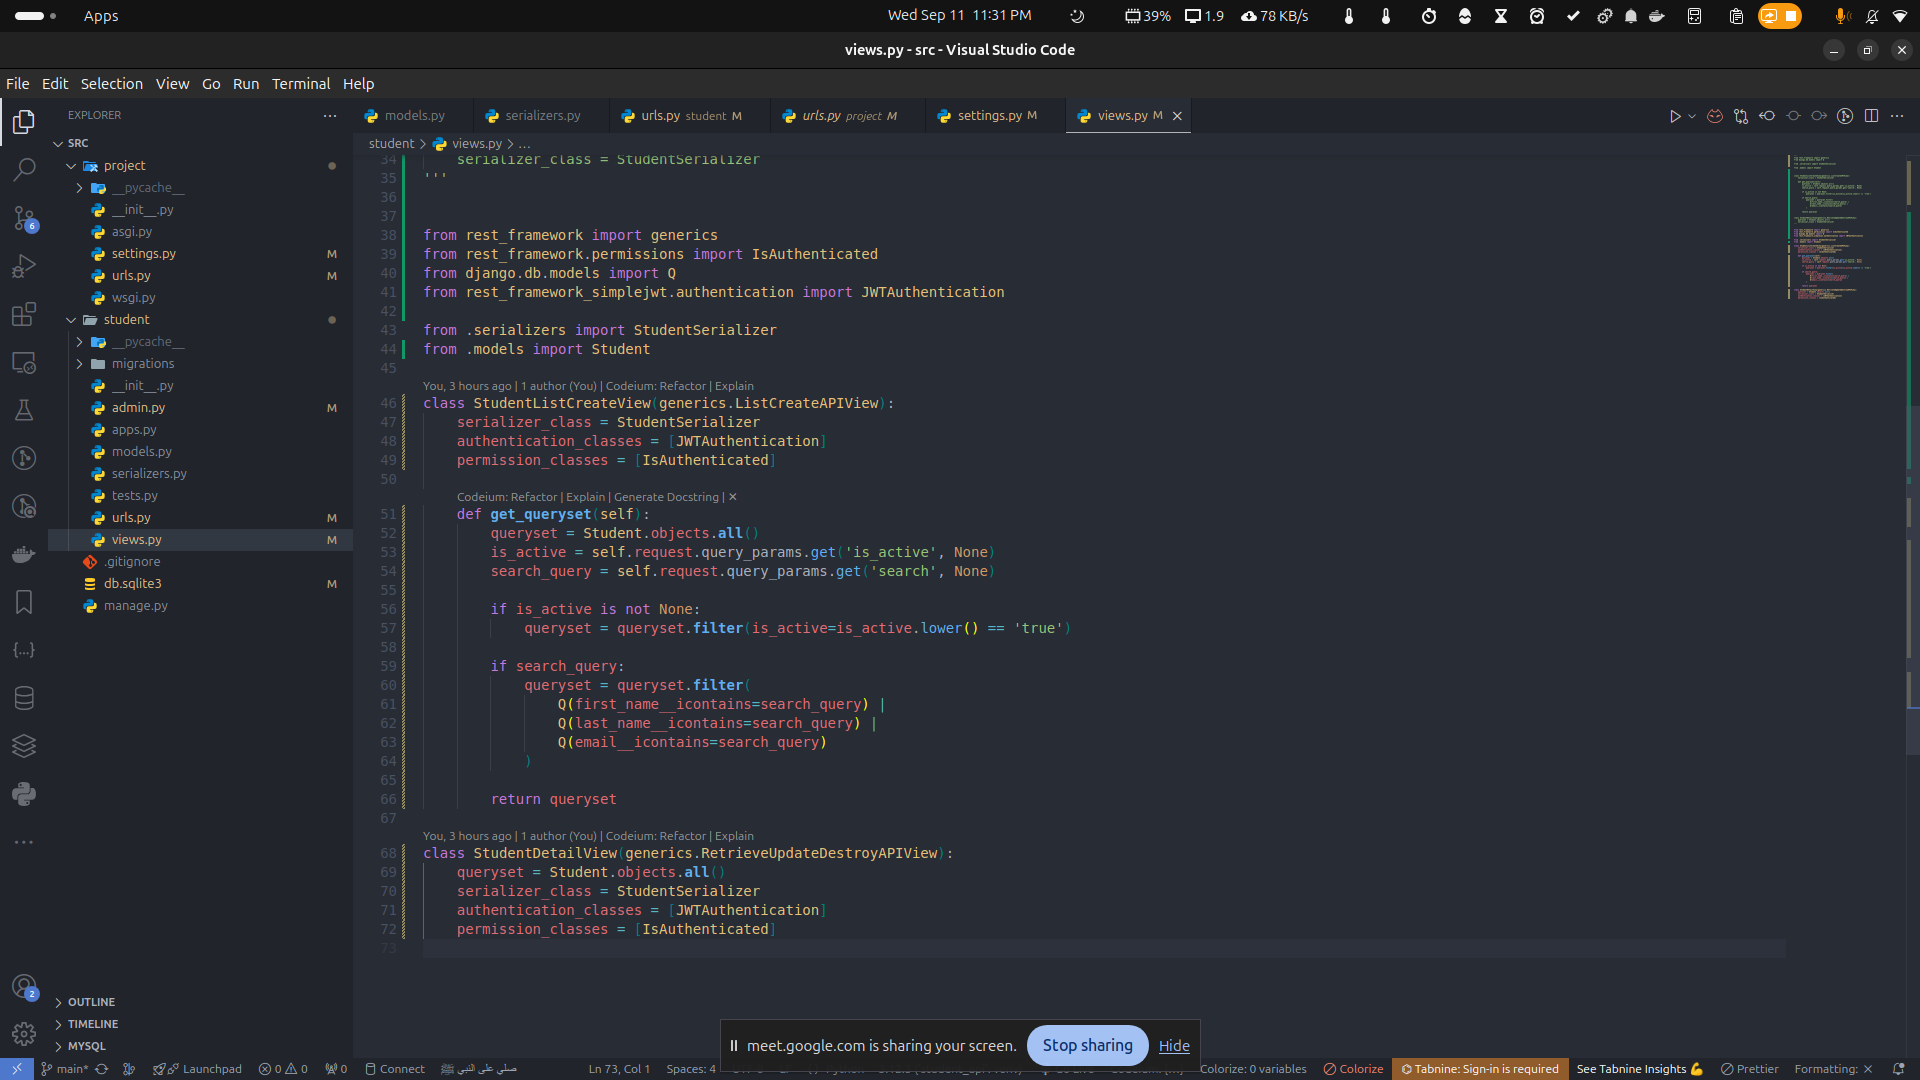 Apps
Wed Sep 11 11:31 PM
39%
1.9
78 KB/s
views.py - src - Visual Studio Code
File Edit Selection View Go Run Terminal Help
EXPLORER
SRC
project
__pycache__
__init__.py
asgi.py
settings.py M
urls.py M
wsgi.py
student
__pycache__
migrations
__init__.py
admin.py M
apps.py
models.py
serializers.py
tests.py
urls.py M
views.py M
.gitignore
db.sqlite3 M
manage.py
OUTLINE
TIMELINE
MYSQL
6
2
models.py
serializers.py
urls.py student M
urls.py project M
settings.py M
views.py M
student > views.py > ...
34 serializer_class = StudentSerializer
35 '''
36
37
38 from rest_framework import generics
39 from rest_framework.permissions import IsAuthenticated
40 from django.db.models import Q
41 from rest_framework_simplejwt.authentication import JWTAuthentication
42
43 from .serializers import StudentSerializer
44 from .models import Student
45
You, 3 hours ago | 1 author (You) | Codeium: Refactor | Explain
46 class StudentListCreateView(generics.ListCreateAPIView):
47 serializer_class = StudentSerializer
48 authentication_classes = [JWTAuthentication]
49 permission_classes = [IsAuthenticated]
50
Codeium: Refactor | Explain | Generate Docstring | ×
51 def get_queryset(self):
52 queryset = Student.objects.all()
53 is_active = self.request.query_params.get('is_active', None)
54 search_query = self.request.query_params.get('search', None)
55
56 if is_active is not None:
57 queryset = queryset.filter(is_active=is_active.lower() == 'true')
58
59 if search_query:
60 queryset = queryset.filter(
61 Q(first_name__icontains=search_query) |
62 Q(last_name__icontains=search_query) |
63 Q(email__icontains=search_query)
64 )
65
66 return queryset
67
You, 3 hours ago | 1 author (You) | Codeium: Refactor | Explain
68 class StudentDetailView(generics.RetrieveUpdateDestroyAPIView):
69 queryset = Student.objects.all()
70 serializer_class = StudentSerializer
71 authentication_classes = [JWTAuthentication]
72 permission_classes = [IsAuthenticated]
73
meet.google.com is sharing your screen. Stop sharing Hide
main* Launchpad 0 0 0 Connect صلي على النبي ﷺ Ln 73, Col 1 Spaces: 4 Colorize: 0 variables Colorize Tabnine: Sign-in is required See Tabnine Insights 💪 Prettier Formatting: ×